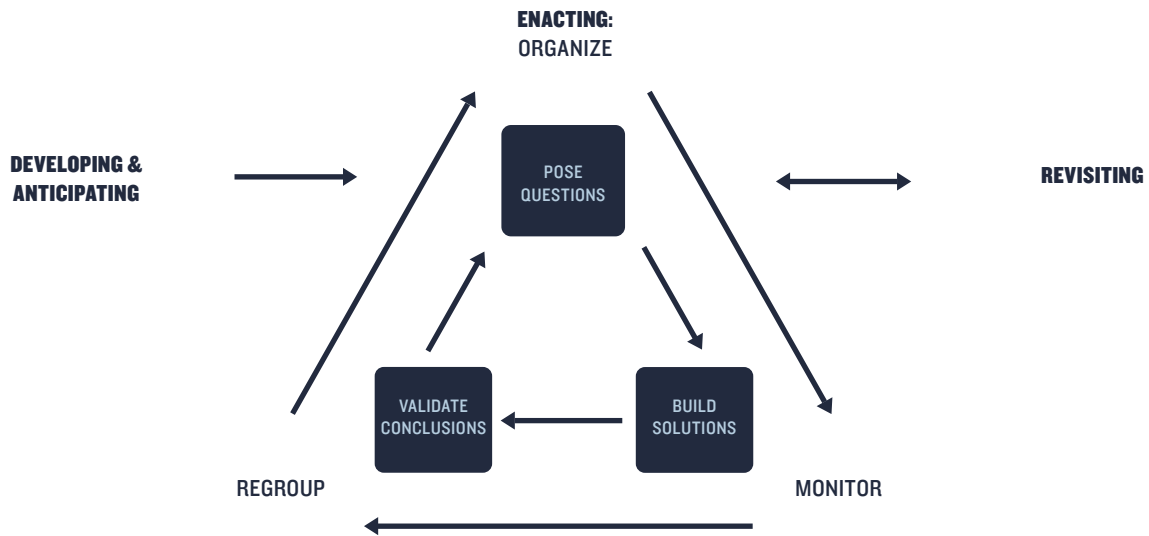 ENACTING:
ORGANIZE
DEVELOPING &
ANTICIPATING
POSE
QUESTIONS
REVISITING
VALIDATE
CONCLUSIONS
BUILD
SOLUTIONS
REGROUP
MONITOR